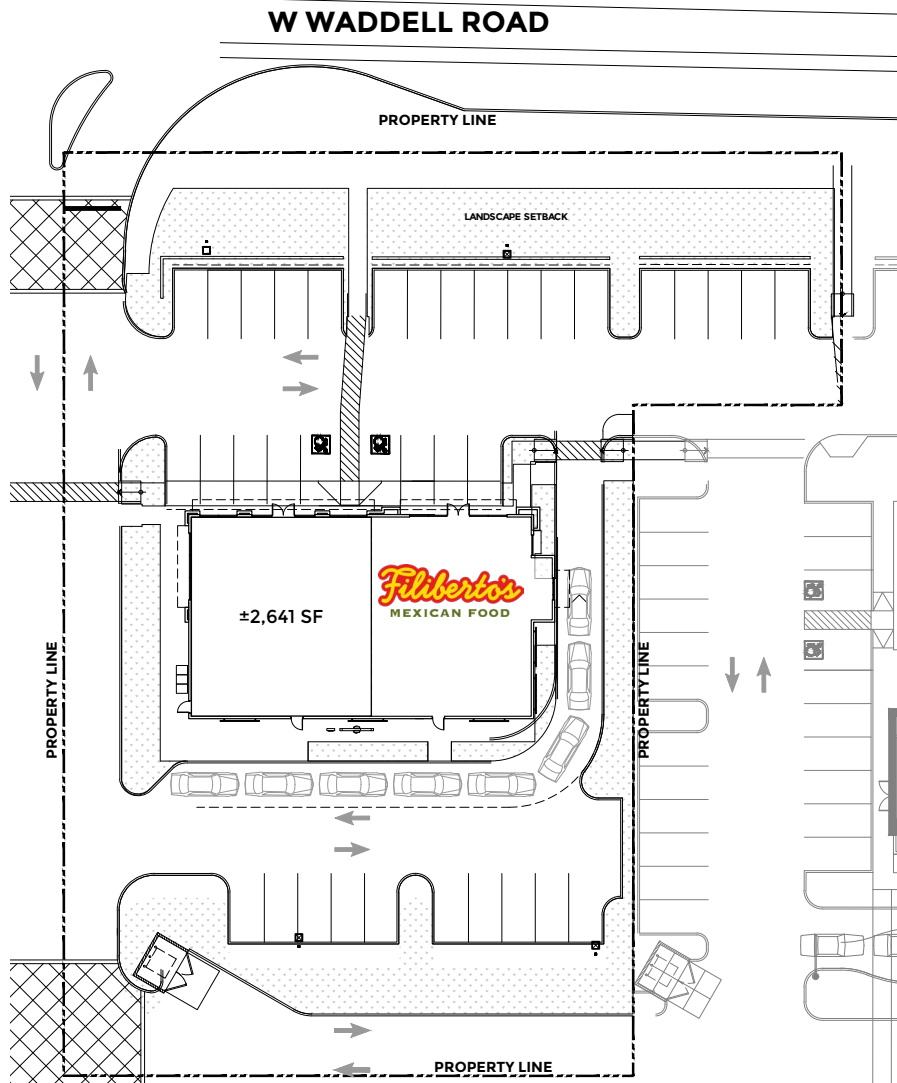 W WADDELL ROAD
PROPERTY LINE
LANDSCAPE SETBACK
Filiberto's
MEXICAN FOOD
±2,641 SF
PROPERTY LINE
PROPERTY LINE
PROPERTY LINE